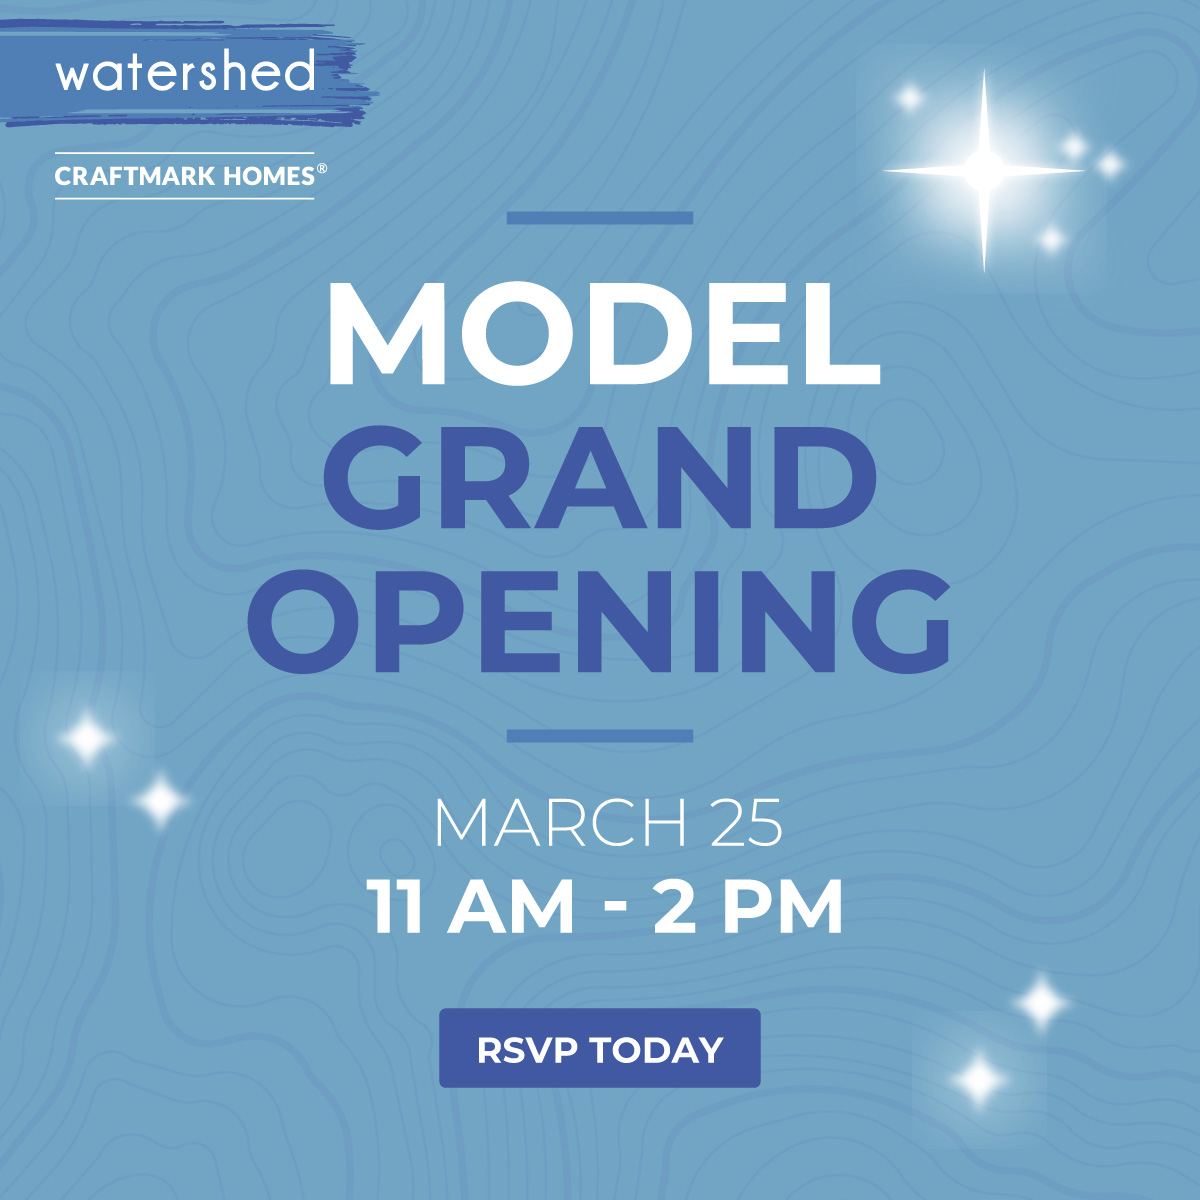 watershed
CRAFTMARK HOMES®
MODEL
GRAND
OPENING
MARCH 25
11 AM - 2 PM
RSVP TODAY